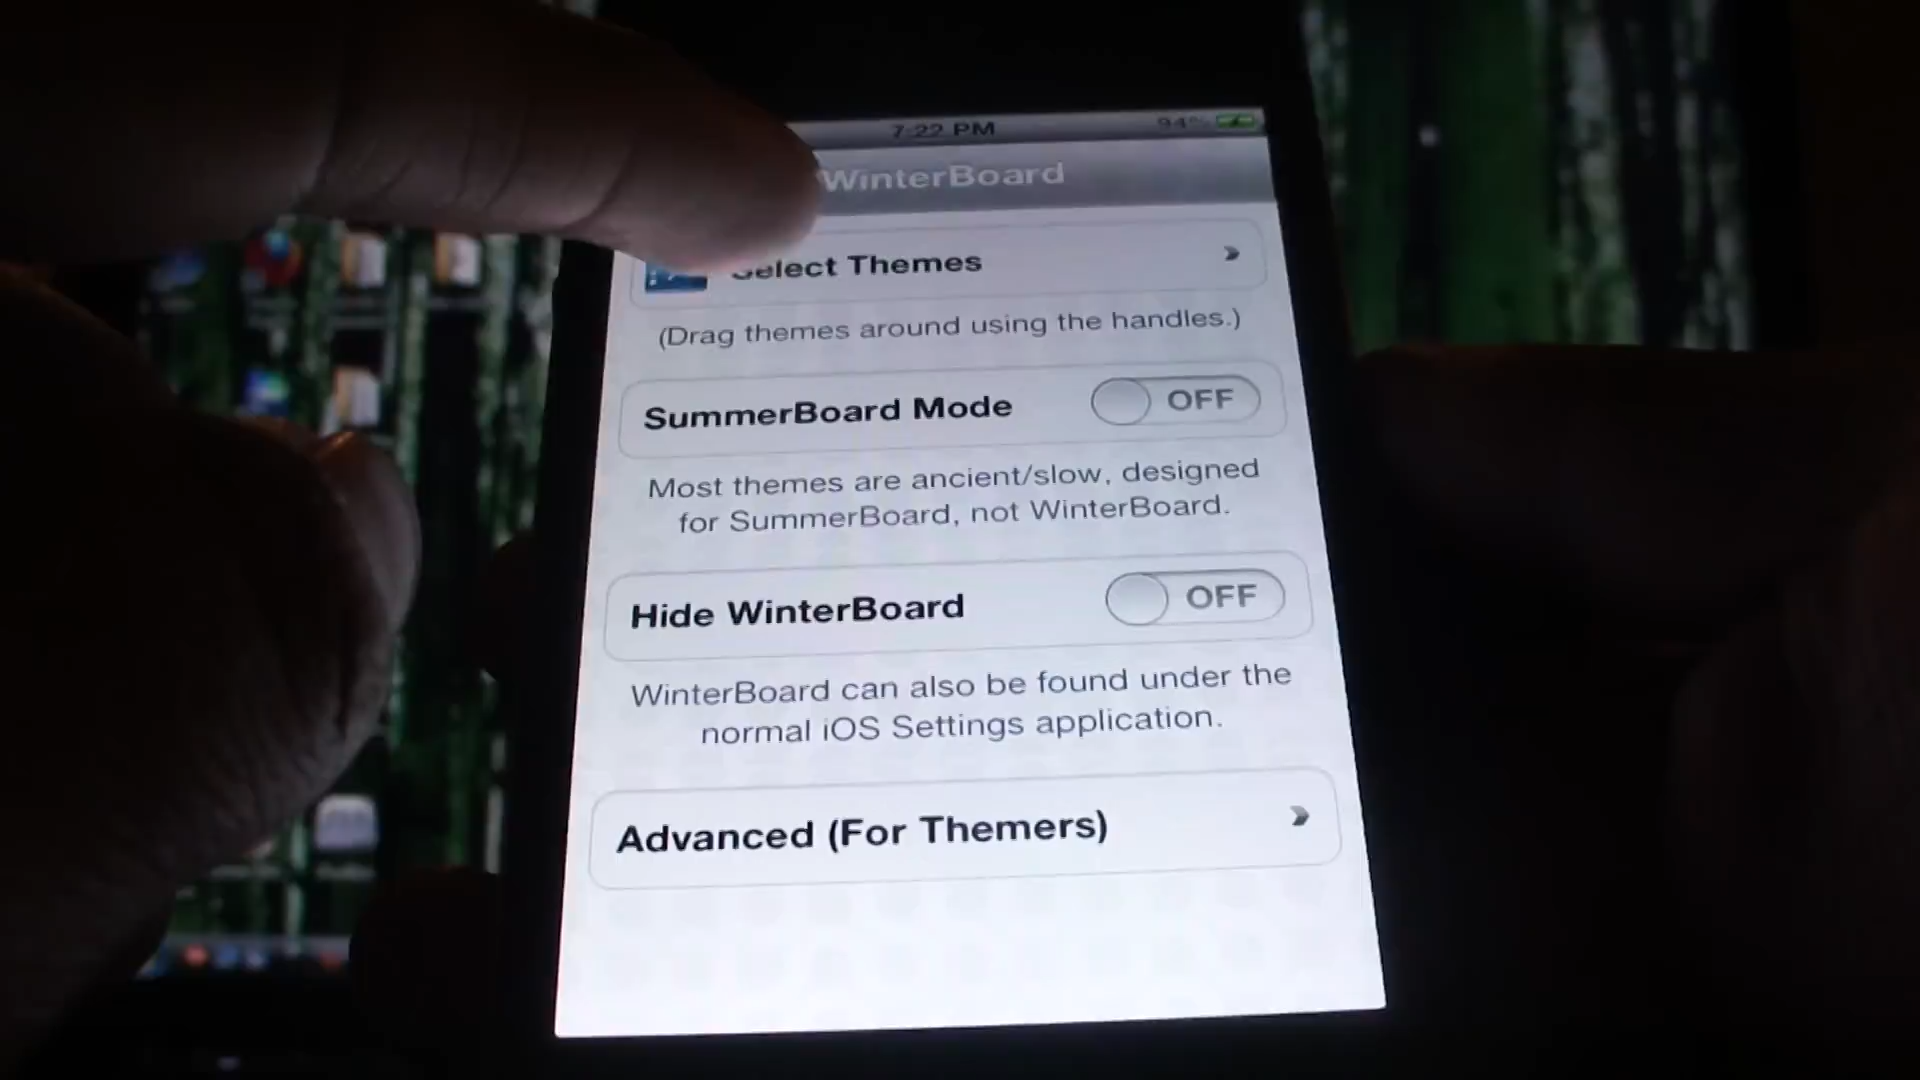 7:22 PM 94%
WinterBoard
Select Themes
(Drag themes around using the handles.)
SummerBoard Mode OFF
Most themes are ancient/slow, designed
for SummerBoard, not WinterBoard.
Hide WinterBoard OFF
WinterBoard can also be found under the
normal iOS Settings application.
Advanced (For Themers)